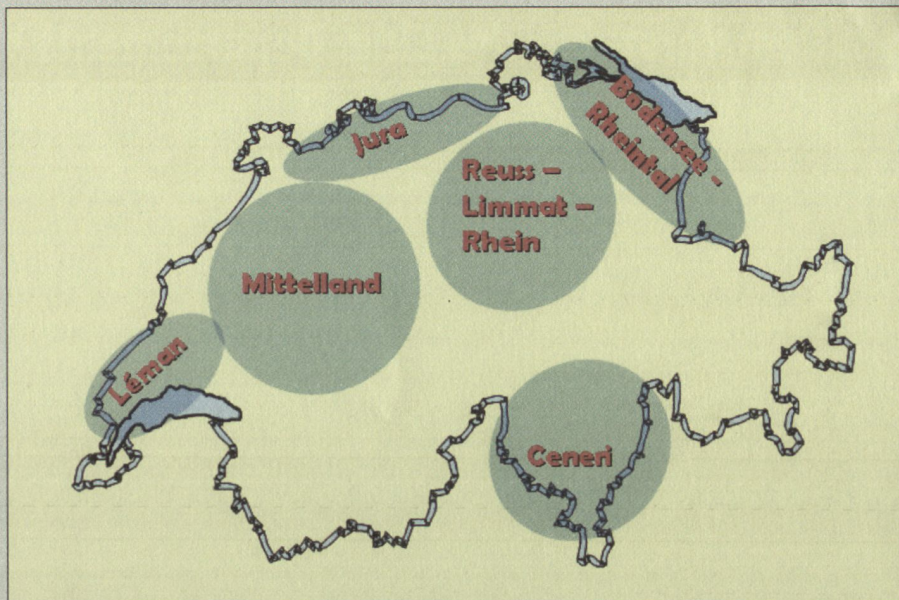 Jura
Bodensee –
Rheintal
Reuss –
Limmat –
Rhein
Mittelland
Léman
Ceneri